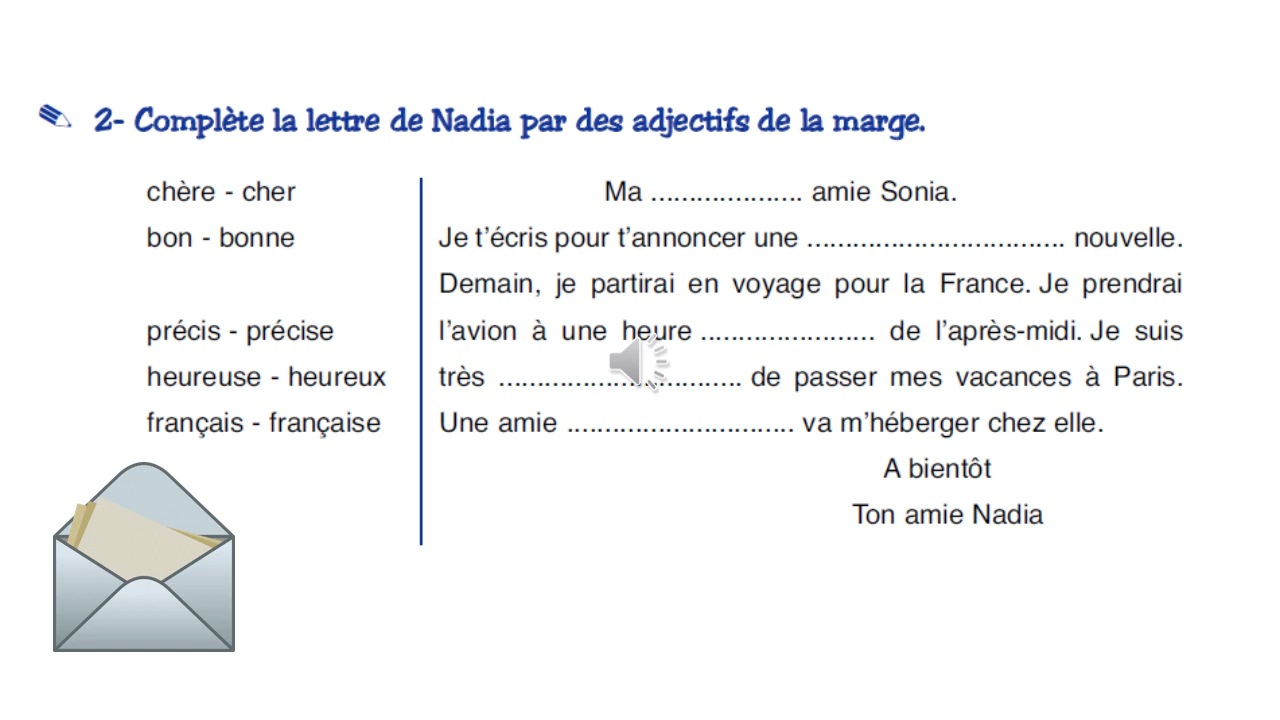 2- Complète la lettre de Nadia par des adjectifs de la marge.
chère - cher
bon - bonne
précis - précise
heureuse - heureux
français - française
Ma .................... amie Sonia.
Je t’écris pour t’annoncer une .................................. nouvelle.
Demain, je partirai en voyage pour la France. Je prendrai
l’avion à une heure ....................... de l’après-midi. Je suis
très ................................ de passer mes vacances à Paris.
Une amie .............................. va m’héberger chez elle.
A bientôt
Ton amie Nadia